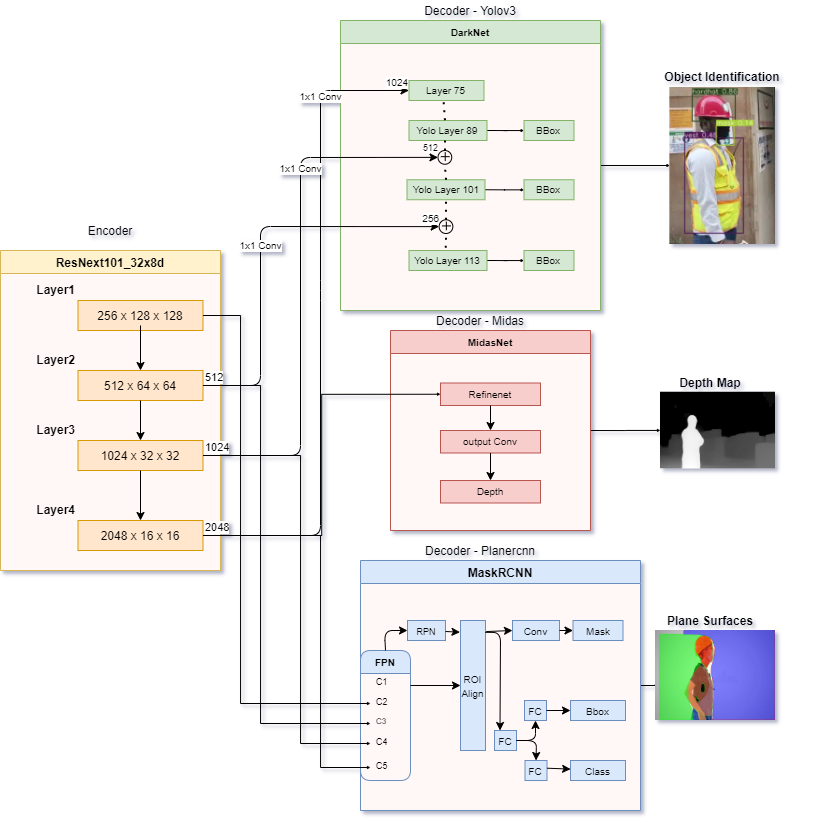 Decoder - Yolov3
DarkNet
1024
Layer 75
1x1 Conv
Object Identification
Yolo Layer 89
BBox
512
1x1 Conv
Yolo Layer 101
BBox
256
1x1 Conv
Yolo Layer 113
BBox
Encoder
ResNext101_32x8d
Layer1
256 x 128 x 128
Layer2
512 x 64 x 64
512
Layer3
1024 x 32 x 32
1024
Layer4
2048 x 16 x 16
2048
Decoder - Midas
MidasNet
Refinenet
output Conv
Depth
Depth Map
Decoder - Planercnn
MaskRCNN
RPN
Conv
Mask
FPN
C1
C2
C3
C4
C5
ROI
Align
FC
Bbox
FC
FC
Class
Plane Surfaces